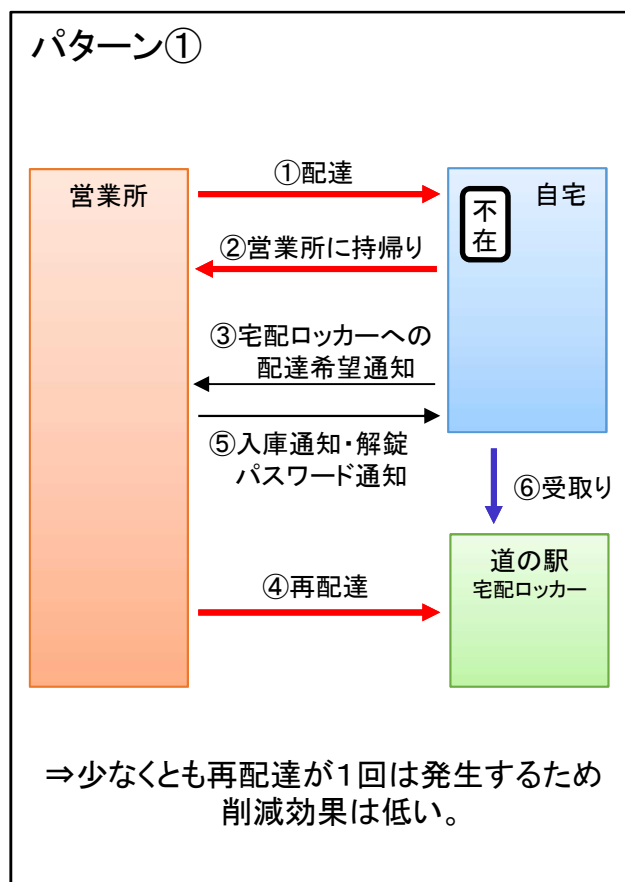 パターン①
①配達
営業所
自宅
不在
②営業所に持帰り
③宅配ロッカーへの
配達希望通知
⑤入庫通知・解錠
パスワード通知
⑥受取り
道の駅
宅配ロッカー
④再配達
⇒少なくとも再配達が１回は発生するため
削減効果は低い。